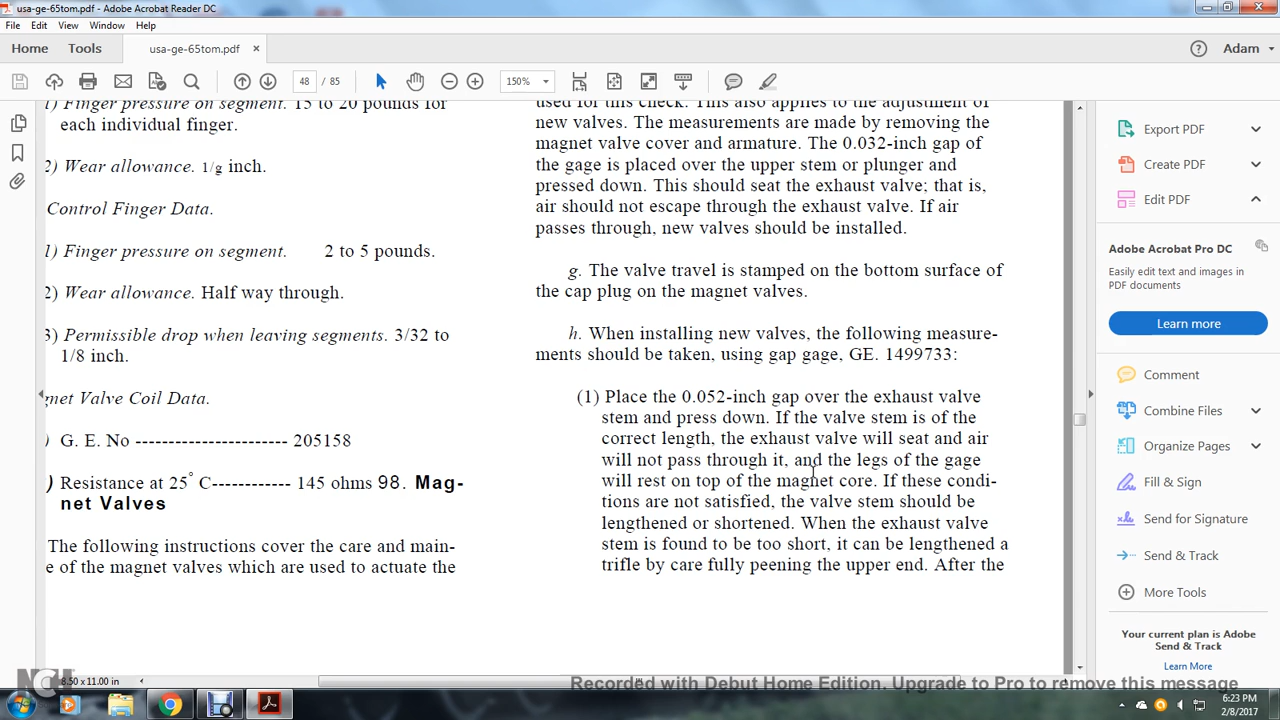 usa-ge-65tom.pdf - Adobe Acrobat Reader DC
File Edit View Window Help
Home Tools usa-ge-65tom.pdf × Adam
48 / 85 150%
1) Finger pressure on segment. 15 to 20 pounds for
each individual finger.
2) Wear allowance. 1/g inch.
Control Finger Data.
1) Finger pressure on segment. 2 to 5 pounds.
2) Wear allowance. Half way through.
3) Permissible drop when leaving segments. 3/32 to
1/8 inch.
gnet Valve Coil Data.
) G. E. No ---------------------- 205158
) Resistance at 25° C------------ 145 ohms 98. Mag-
net Valves
The following instructions cover the care and main-
e of the magnet valves which are used to actuate the
used for this check. This also applies to the adjustment of
new valves. The measurements are made by removing the
magnet valve cover and armature. The 0.032-inch gap of
the gage is placed over the upper stem or plunger and
pressed down. This should seat the exhaust valve; that is,
air should not escape through the exhaust valve. If air
passes through, new valves should be installed.
g. The valve travel is stamped on the bottom surface of
the cap plug on the magnet valves.
h. When installing new valves, the following measure-
ments should be taken, using gap gage, GE. 1499733:
(1) Place the 0.052-inch gap over the exhaust valve
stem and press down. If the valve stem is of the
correct length, the exhaust valve will seat and air
will not pass through it, and the legs of the gage
will rest on top of the magnet core. If these condi-
tions are not satisfied, the valve stem should be
lengthened or shortened. When the exhaust valve
stem is found to be too short, it can be lengthened a
trifle by care fully peening the upper end. After the
Export PDF
Create PDF
Edit PDF
Adobe Acrobat Pro DC
Easily edit text and images in
PDF documents
Learn more
Comment
Combine Files
Organize Pages
Fill & Sign
Send for Signature
Send & Track
More Tools
Your current plan is Adobe
Send & Track
Learn More
8.50 x 11.00 in
NCH
Recorded with Debut Home Edition. Upgrade to Pro to remove this message
6:23 PM
2/8/2017